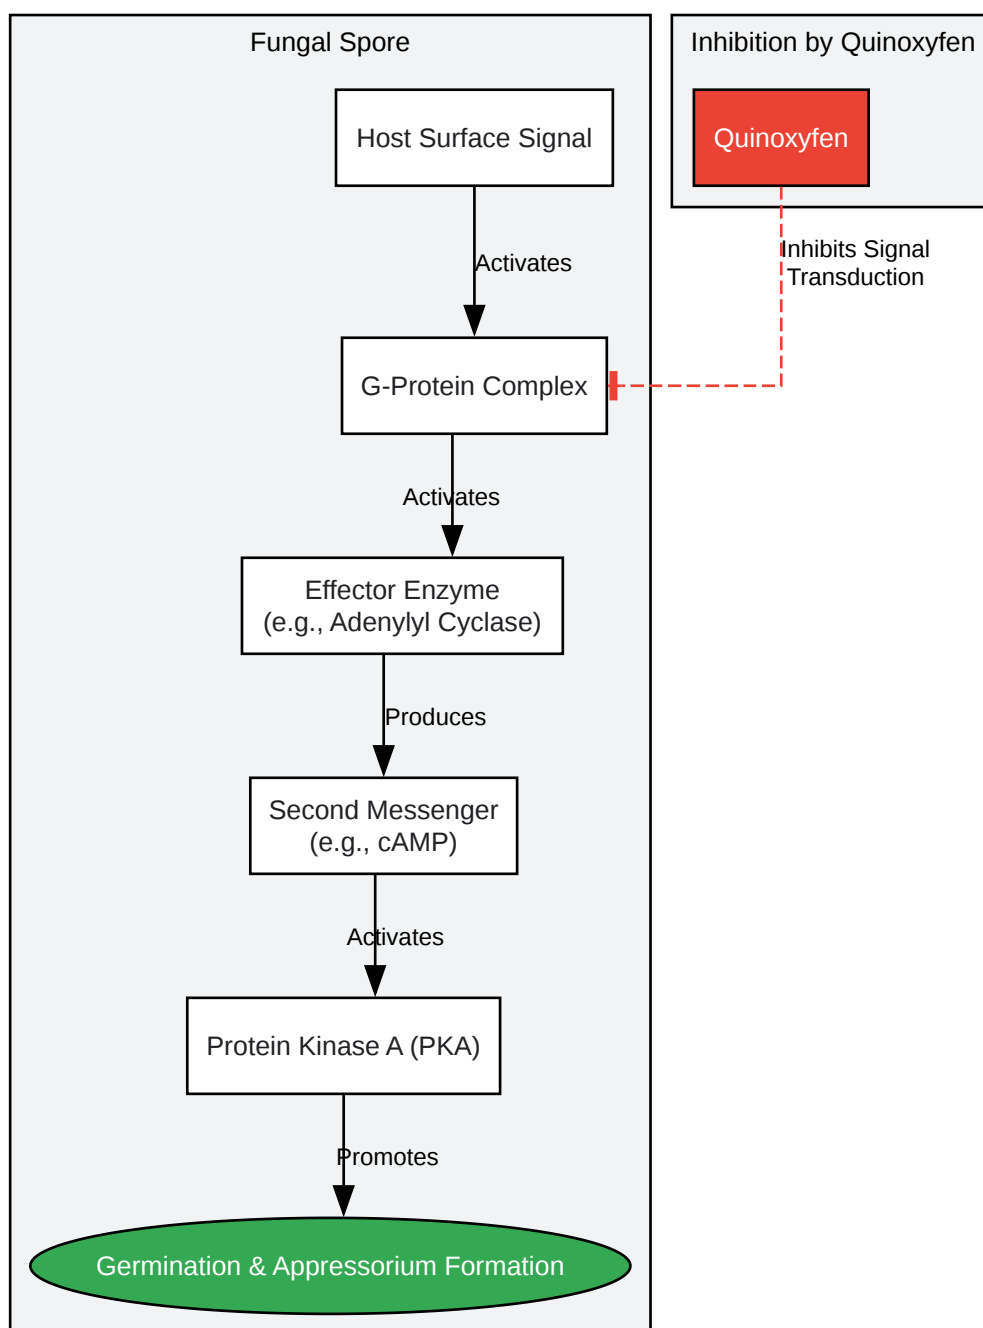 Fungal Spore
Inhibition by Quinoxyfen
Host Surface Signal
Quinoxyfen
Activates
Inhibits Signal
Transduction
G-Protein Complex
Activates
Effector Enzyme
(e.g., Adenylyl Cyclase)
Produces
Second Messenger
(e.g., cAMP)
Activates
Protein Kinase A (PKA)
Promotes
Germination & Appressorium Formation